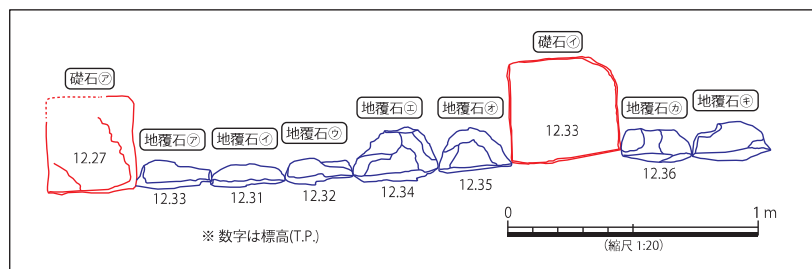 礎石㋐
地覆石㋐
地覆石㋑
地覆石㋒
地覆石㋓
地覆石㋔
礎石㋑
地覆石㋕
地覆石㋖
12.27
12.33
12.31
12.32
12.34
12.35
12.33
12.36
※ 数字は標高(T.P.)
0
1 m
(縮尺 1:20)